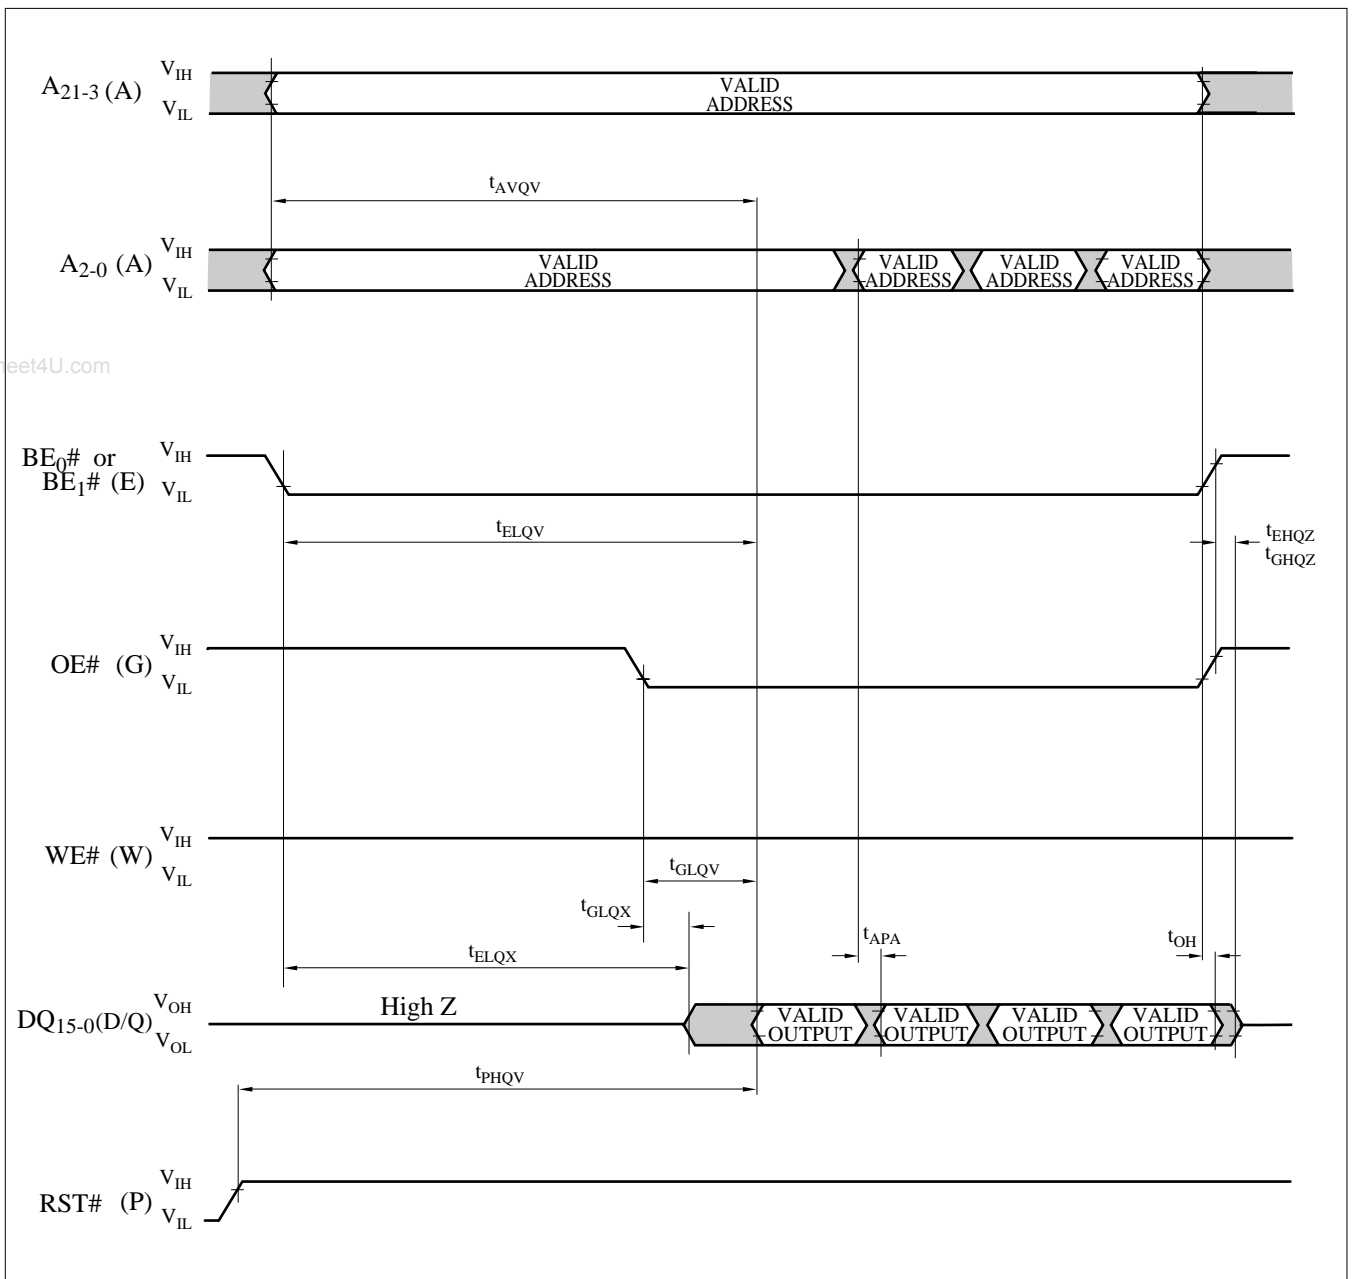 A21-3 (A) VIH
VIL
VALID
ADDRESS
tAVQV
A2-0 (A) VIH
VIL
VALID
ADDRESS
VALID
ADDRESS
VALID
ADDRESS
VALID
ADDRESS
heet4U.com
BE0# or
BE1# (E)
VIH
VIL
tELQV
tEHQZ
tGHQZ
OE# (G)
VIH
VIL
WE# (W)
VIH
VIL
tGLQV
tGLQX
tELQX
tAPA
tOH
DQ15-0(D/Q)
VOH
VOL
High Z
VALID
OUTPUT
VALID
OUTPUT
VALID
OUTPUT
VALID
OUTPUT
tPHQV
RST# (P)
VIH
VIL